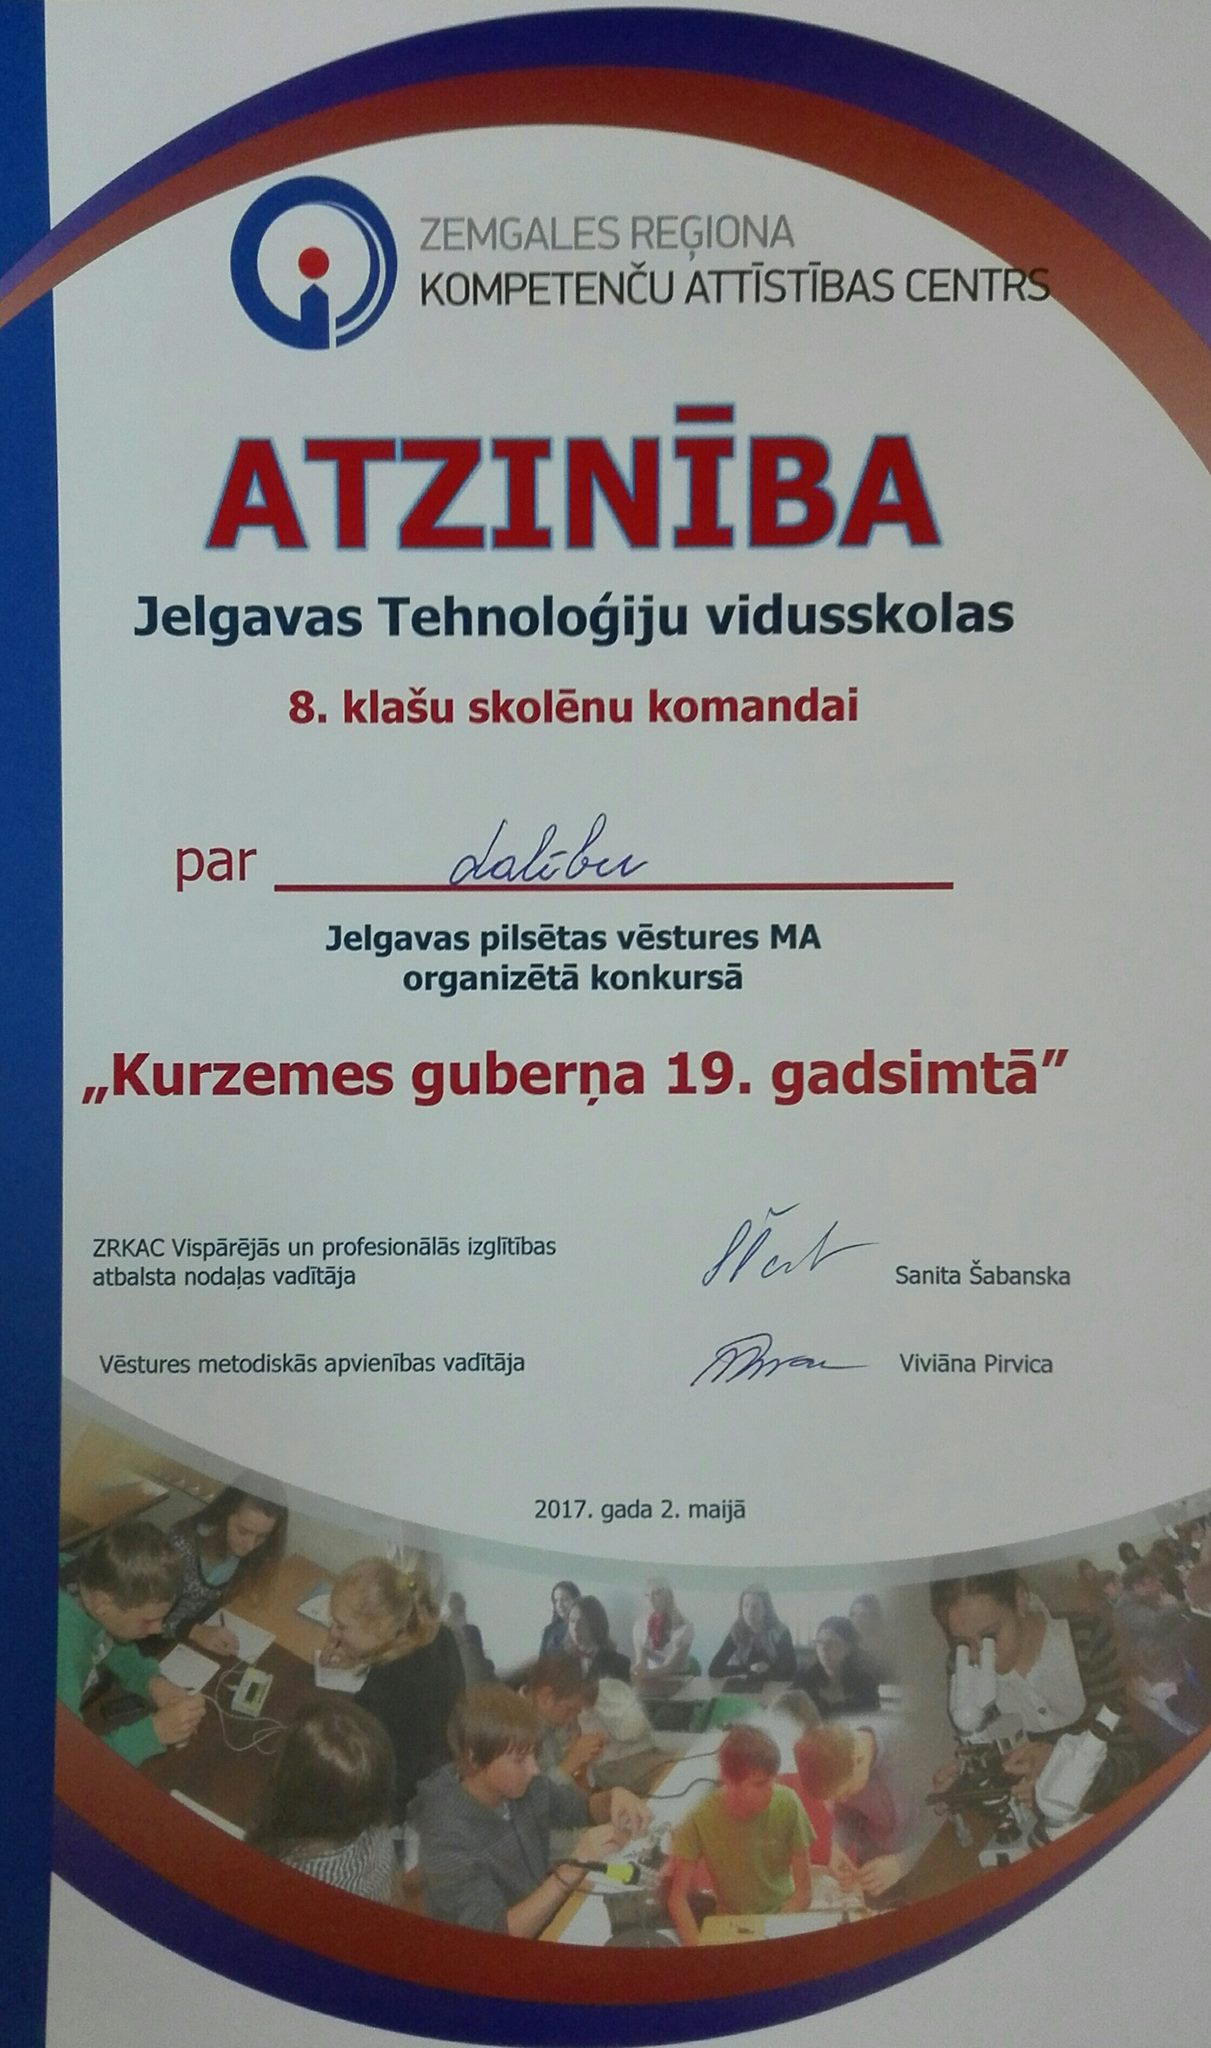 ZEMGALES REĢIONA
KOMPETENČU ATTĪSTĪBAS CENTRS
ATZINĪBA
Jelgavas Tehnoloģiju vidusskolas
8. klašu skolēnu komandai
par dalību
Jelgavas pilsētas vēstures MA
organizētā konkursā
„Kurzemes guberņa 19. gadsimtā”
ZRKAC Vispārējās un profesionālās izglītības
atbalsta nodaļas vadītāja
Sanita Šabanska
Vēstures metodiskās apvienības vadītāja
Viviāna Pirvica
2017. gada 2. maijā